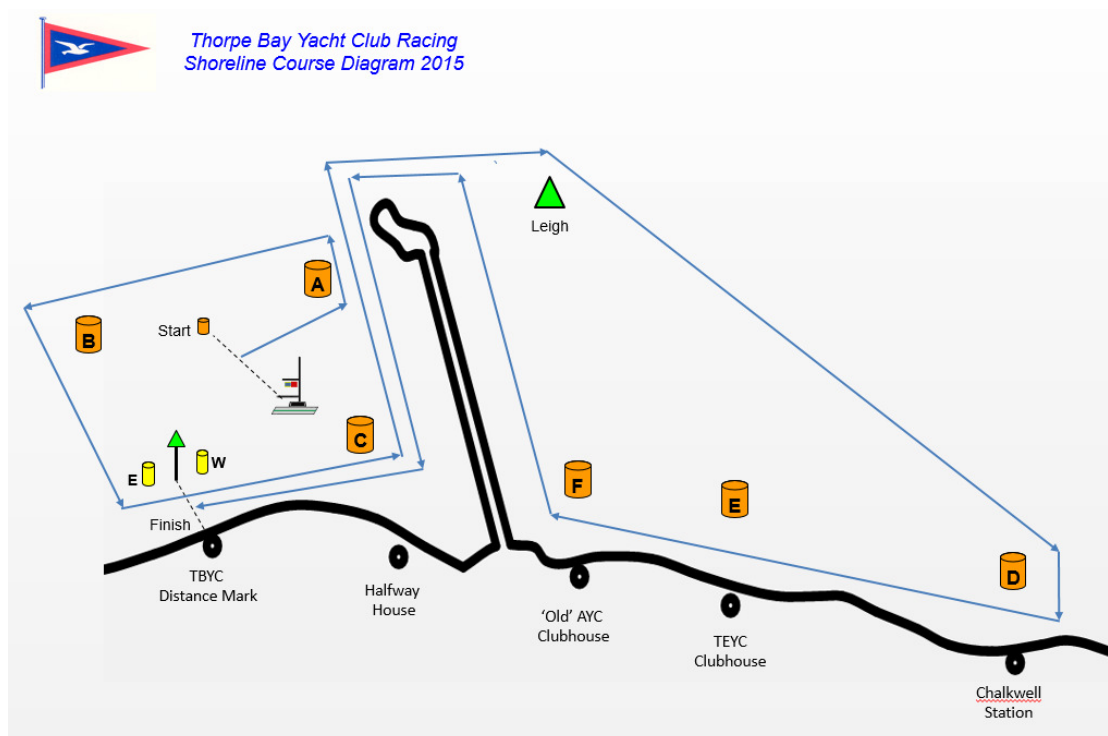 Thorpe Bay Yacht Club Racing
Shoreline Course Diagram 2015
Leigh
A
B
Start
C
E
W
F
E
D
Finish
TBYC
Distance Mark
Halfway
House
‘Old’ AYC
Clubhouse
TEYC
Clubhouse
Chalkwell
Station